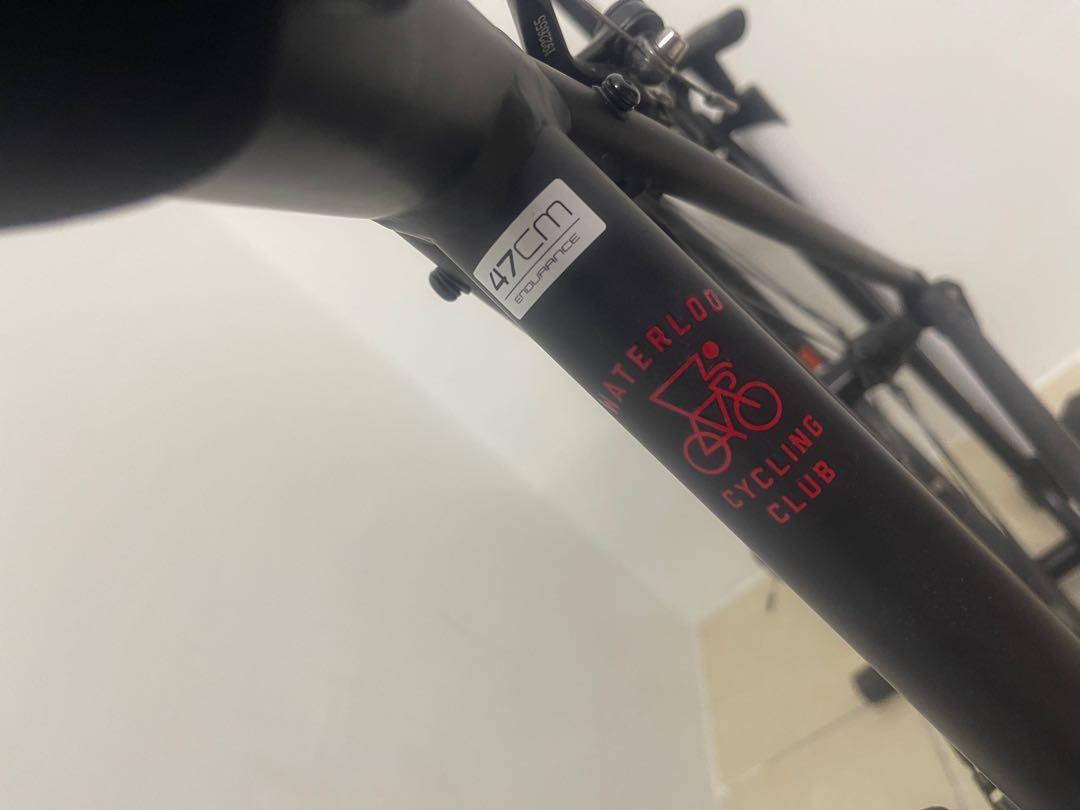 47CM
ENDURANCE
WATERLOO
CYCLING
CLUB